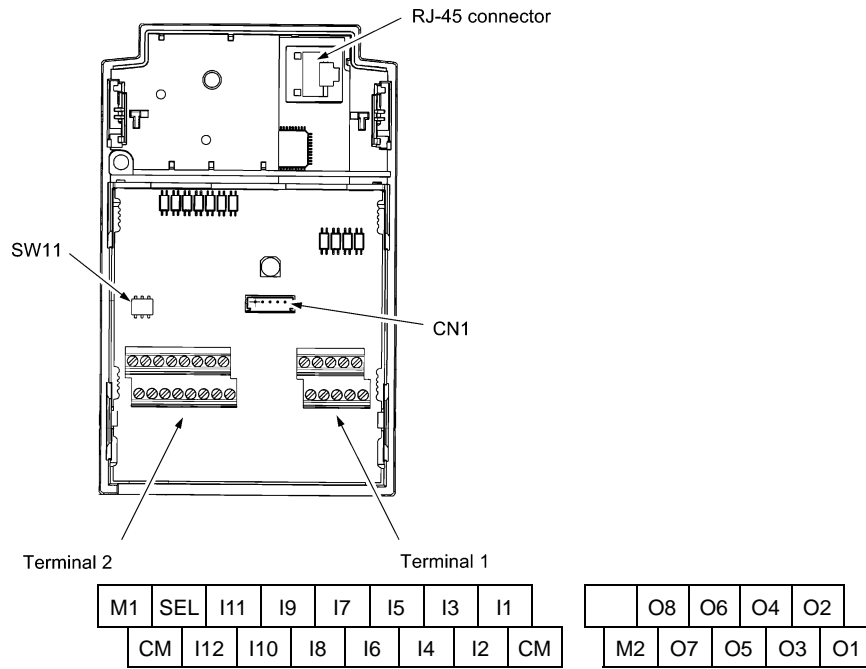 RJ-45 connector
SW11
CN1
Terminal 2
Terminal 1
M1 SEL I11 I9 I7 I5 I3 I1
CM I12 I10 I8 I6 I4 I2 CM
O8 O6 O4 O2
M2 O7 O5 O3 O1